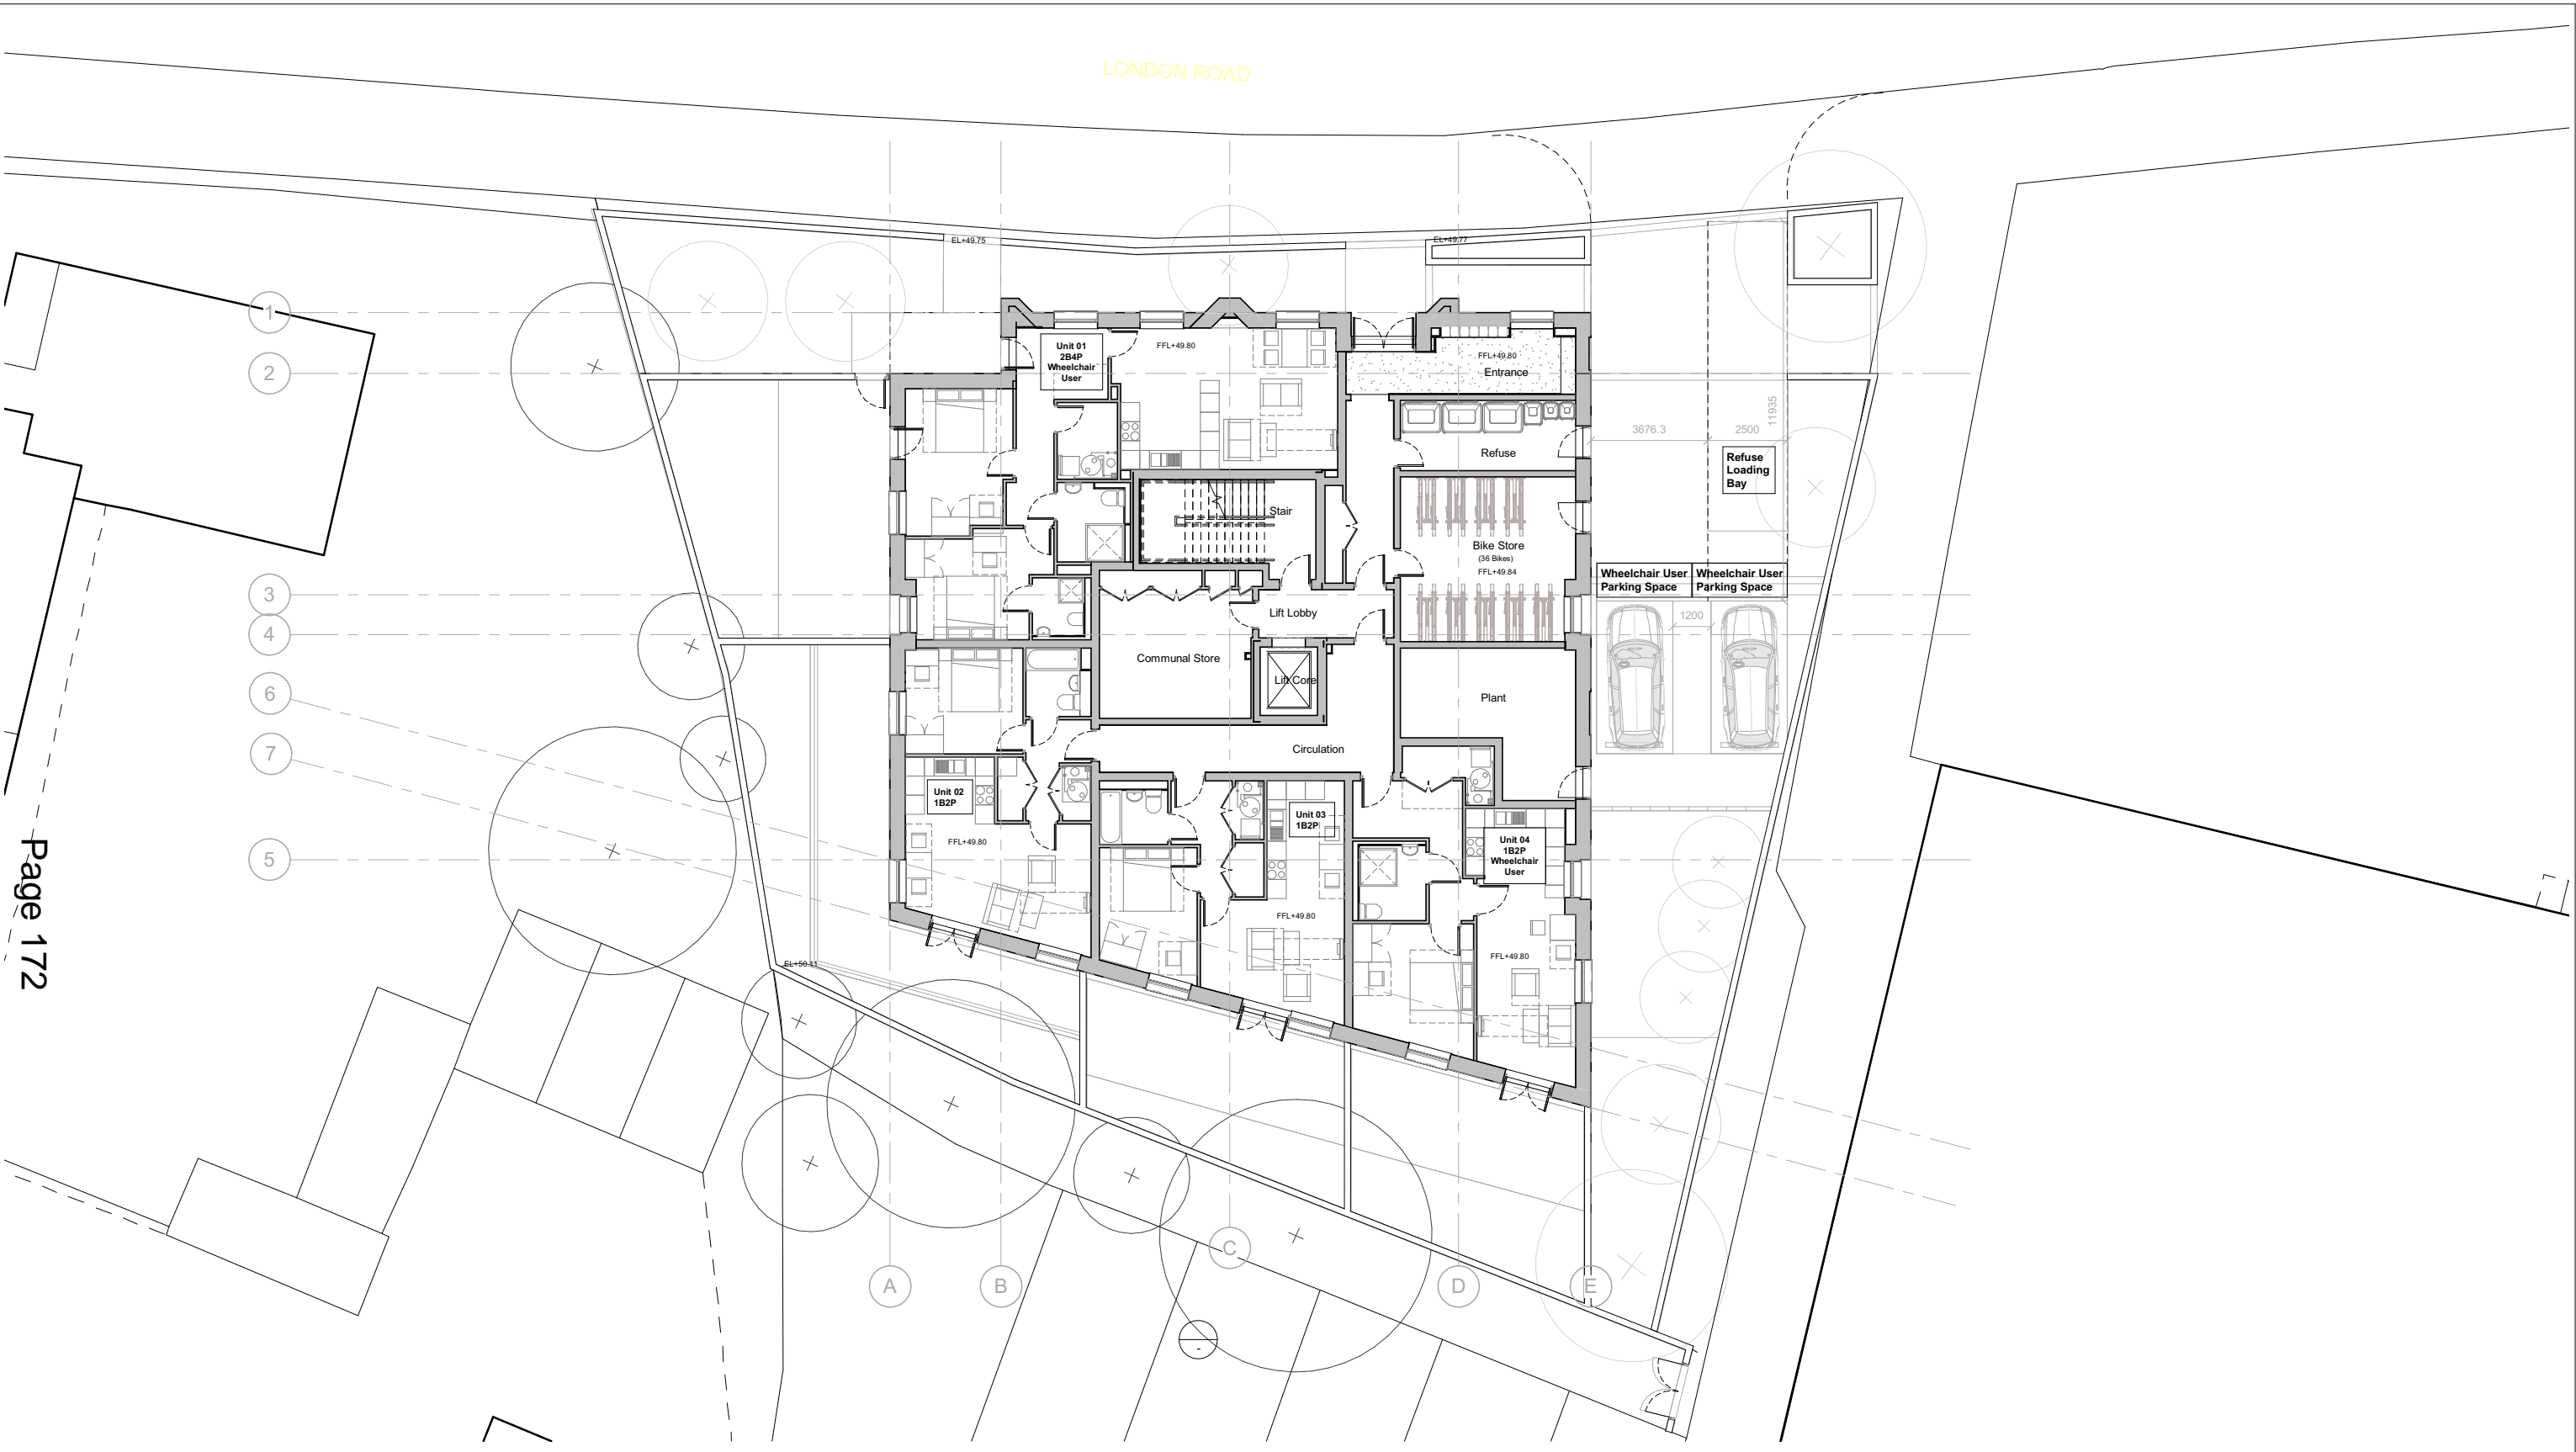 LONDON ROAD
EL+49.75
EL+49.77
1
2
3
4
6
7
5
Unit 01
2B4P
Wheelchair
User
FFL+49.80
FFL+49.80
Entrance
Refuse
3676.3
2500
11935
Refuse
Loading
Bay
Stair
Bike Store
(36 Bikes)
FFL+49.84
Wheelchair User
Parking Space
Wheelchair User
Parking Space
1200
Lift Lobby
Communal Store
Lift Core
Plant
Circulation
Unit 02
1B2P
FFL+49.80
Unit 03
1B2P
FFL+49.80
Unit 04
1B2P
Wheelchair
User
FFL+49.80
EL+50.11
Page 172
A
B
C
D
E
-